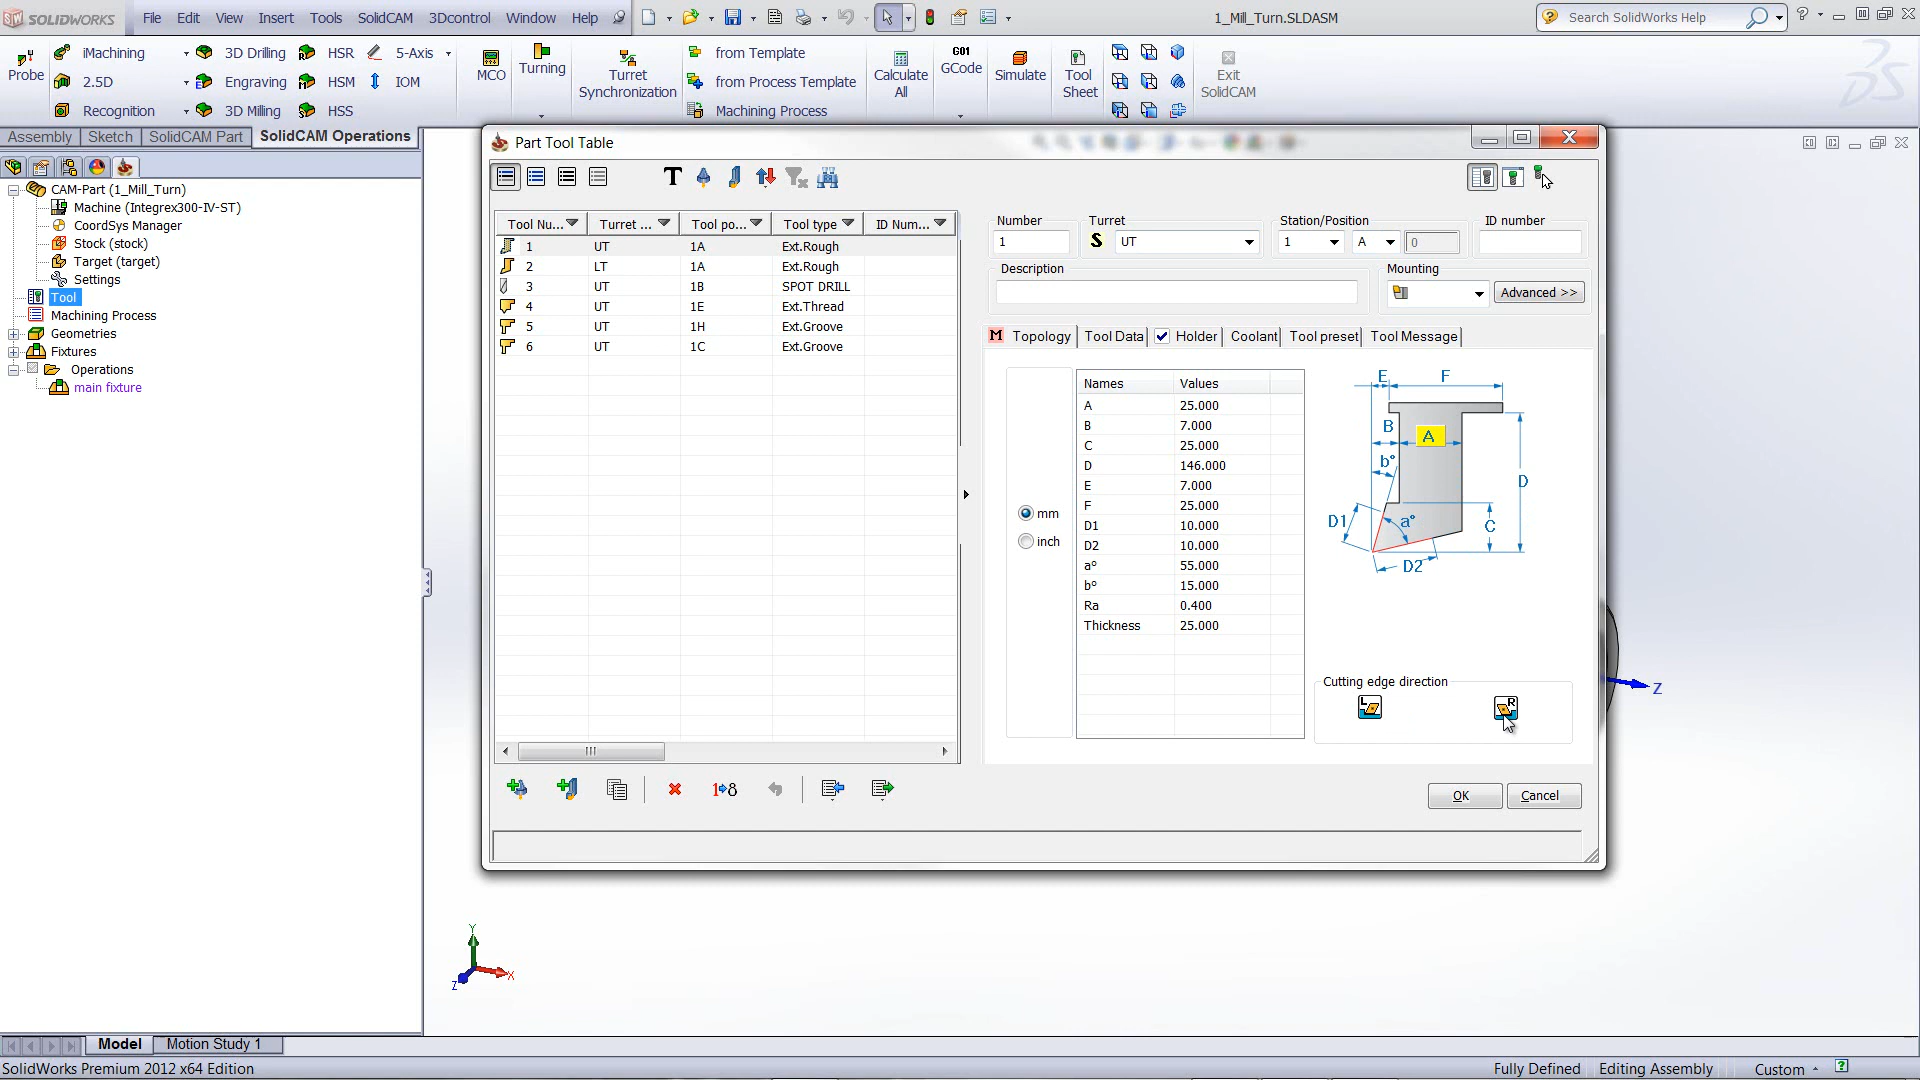 SOLIDWORKS File Edit View Insert Tools SolidCAM 3Dcontrol Window Help 1_Mill_Turn.SLDASM Search SolidWorks Help
Probe iMachining 3D Drilling HSR 5-Axis MCO Turning Turret Synchronization from Template Calculate All G01 GCode Simulate Tool Sheet Exit SolidCAM
2.5D Engraving HSM IOM from Process Template
Recognition 3D Milling HSS Machining Process
Assembly Sketch SolidCAM Part SolidCAM Operations
CAM-Part (1_Mill_Turn)
Machine (Integrex300-IV-ST)
CoordSys Manager
Stock (stock)
Target (target)
Settings
Tool
Machining Process
Geometries
Fixtures
Operations
main fixture
Part Tool Table
T
Tool Nu... Turret ... Tool po... Tool type ID Num...
1 UT 1A Ext.Rough
2 LT 1A Ext.Rough
3 UT 1B SPOT DRILL
4 UT 1E Ext.Thread
5 UT 1H Ext.Groove
6 UT 1C Ext.Groove
1➔8
Number Turret Station/Position ID number
1 S UT 1 A 0
Description Mounting
Advanced >>
M Topology Tool Data Holder Coolant Tool preset Tool Message
mm
inch
Names Values
A 25.000
B 7.000
C 25.000
D 146.000
E 7.000
F 25.000
D1 10.000
D2 10.000
aº 55.000
bº 15.000
Ra 0.400
Thickness 25.000
E F
B A
b°
D
D1 a° C
D2
Cutting edge direction
L R
OK Cancel
Z
Y
X
Z
Model Motion Study 1
SolidWorks Premium 2012 x64 Edition Fully Defined Editing Assembly Custom